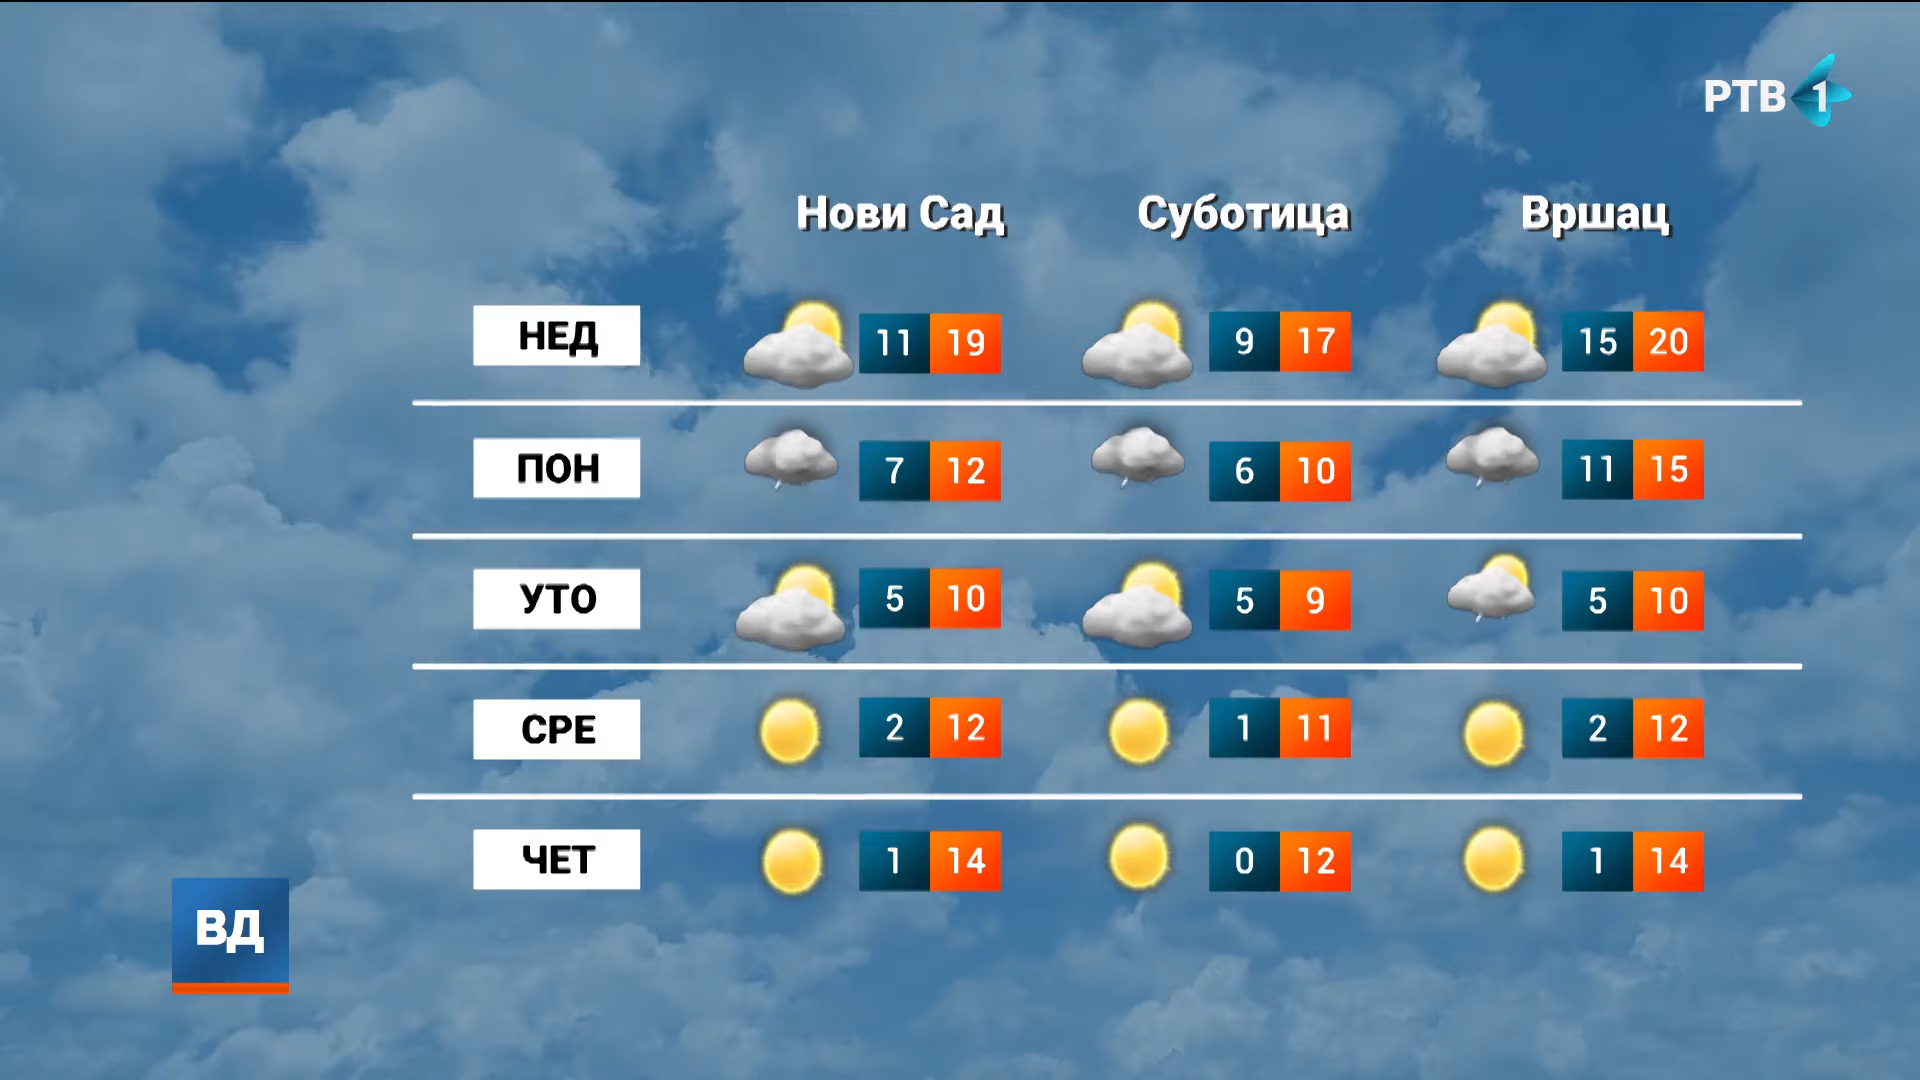 РТВ 1
Нови Сад Суботица Вршац
НЕД 11 19 9 17 15 20
ПОН 7 12 6 10 11 15
УТО 5 10 5 9 5 10
СРЕ 2 12 1 11 2 12
ЧЕТ 1 14 0 12 1 14
ВД